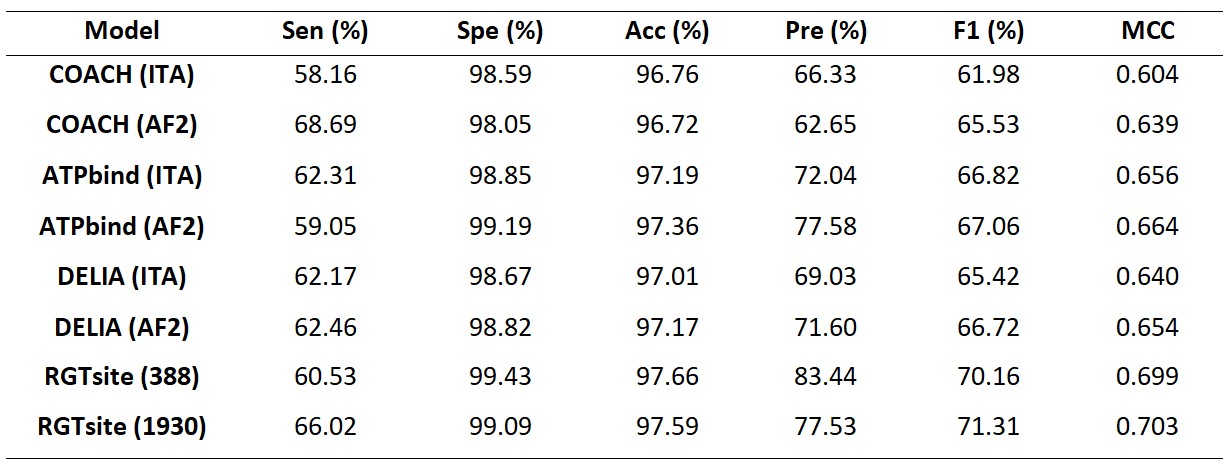 Model Sen (%) Spe (%) Acc (%) Pre (%) F1 (%) MCC
COACH (ITA) 58.16 98.59 96.76 66.33 61.98 0.604
COACH (AF2) 68.69 98.05 96.72 62.65 65.53 0.639
ATPbind (ITA) 62.31 98.85 97.19 72.04 66.82 0.656
ATPbind (AF2) 59.05 99.19 97.36 77.58 67.06 0.664
DELIA (ITA) 62.17 98.67 97.01 69.03 65.42 0.640
DELIA (AF2) 62.46 98.82 97.17 71.60 66.72 0.654
RGTsite (388) 60.53 99.43 97.66 83.44 70.16 0.699
RGTsite (1930) 66.02 99.09 97.59 77.53 71.31 0.703